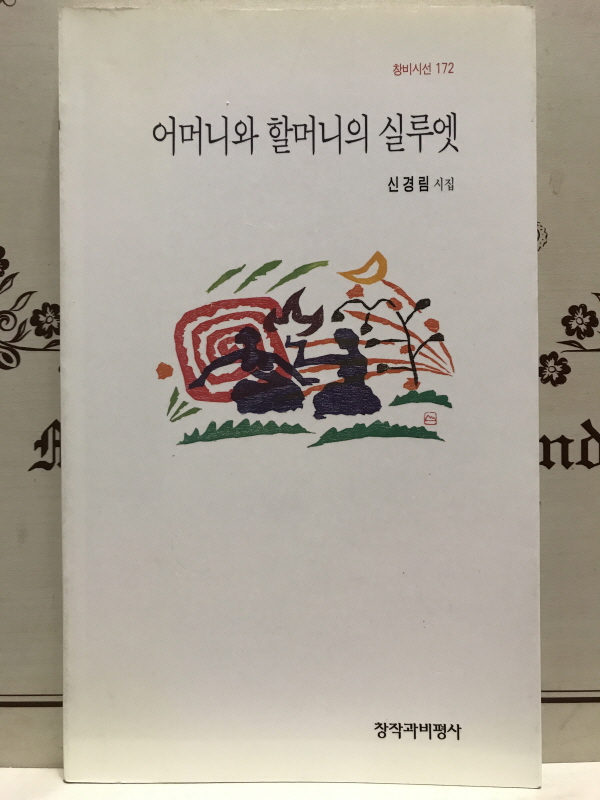 창비시선 172
어머니와 할머니의 실루엣
신경림 시집
창작과비평사
nd